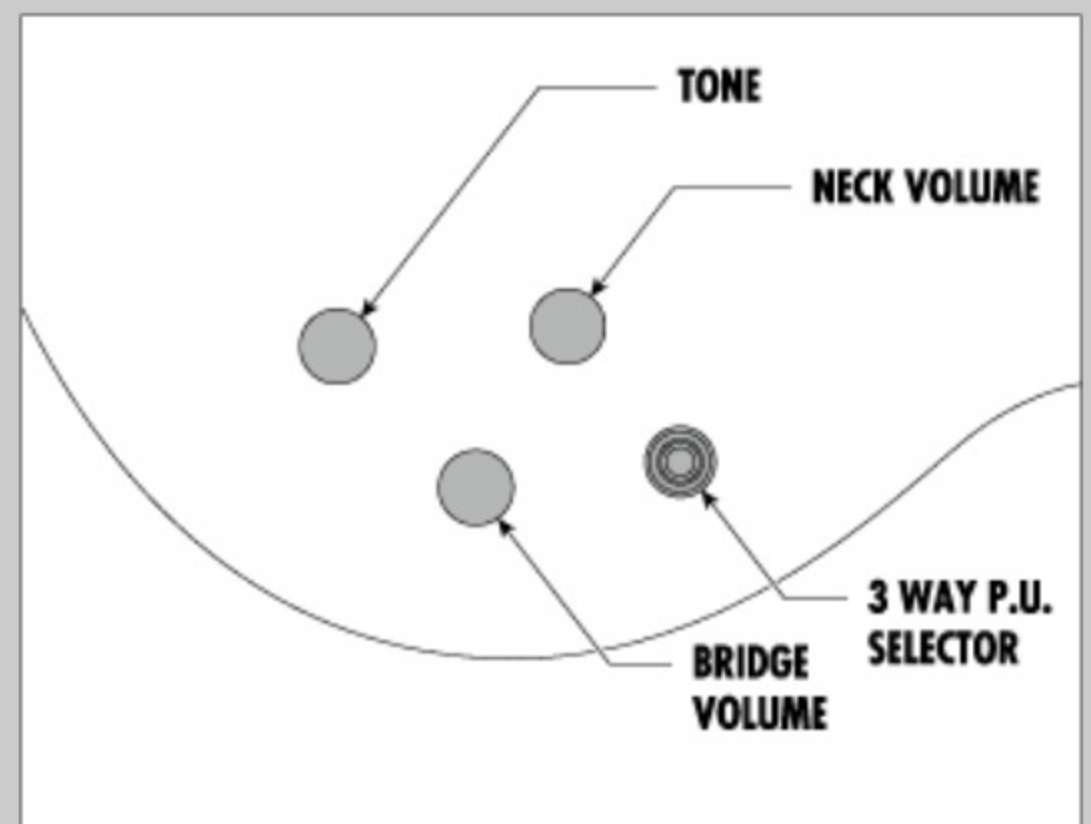 TONE
NECK VOLUME
3 WAY P.U.
SELECTOR
BRIDGE
VOLUME